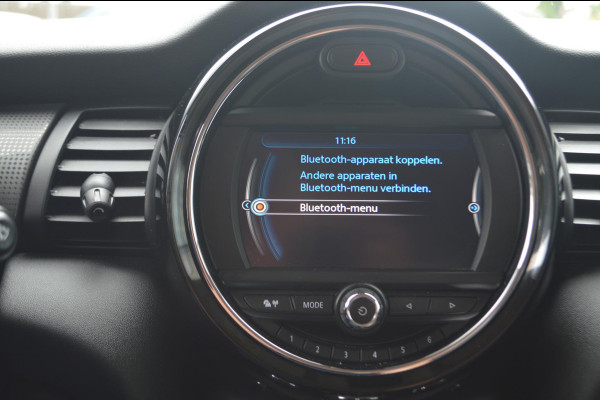 11:16
Bluetooth-apparaat koppelen.
Andere apparaten in
Bluetooth-menu verbinden.
Bluetooth-menu
MODE
1 2 3 4 5 6